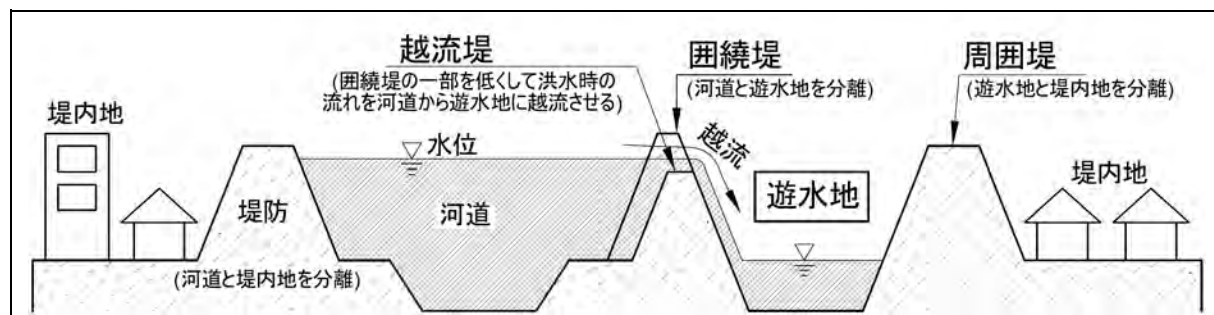 越流堤
(囲繞堤の一部を低くして洪水時の
流れを河道から遊水地に越流させる)
囲繞堤
(河道と遊水地を分離)
周囲堤
(遊水地と堤内地を分離)
堤内地
水位
越流
遊水地
堤内地
堤防
河道
(河道と堤内地を分離)